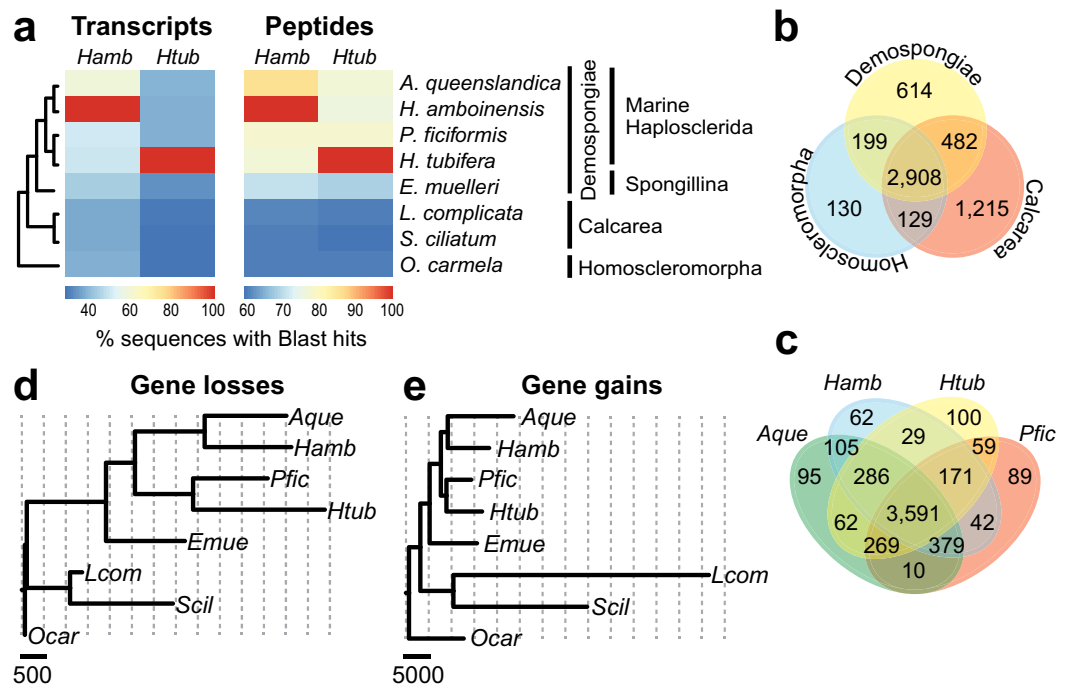 a
Transcripts
Peptides
Hamb
Htub
Hamb
Htub
A. queenslandica
H. amboinensis
P. ficiformis
H. tubifera
E. muelleri
L. complicata
S. ciliatum
O. carmela
Demospongiae
Marine
Haplosclerida
Spongillina
Calcarea
Homoscleromorpha
40 60 80 100
60 70 80 90 100
% sequences with Blast hits
b
Demospongiae
614
199
482
2,908
Homoscleromorpha
130
129
1,215
Calcarea
c
Hamb
Htub
Aque
Pfic
62
100
29
105
59
95
286
171
89
3,591
62
42
269
379
10
d
Gene losses
Aque
Hamb
Pfic
Htub
Emue
Lcom
Scil
Ocar
500
e
Gene gains
Aque
Hamb
Pfic
Htub
Emue
Lcom
Scil
Ocar
5000